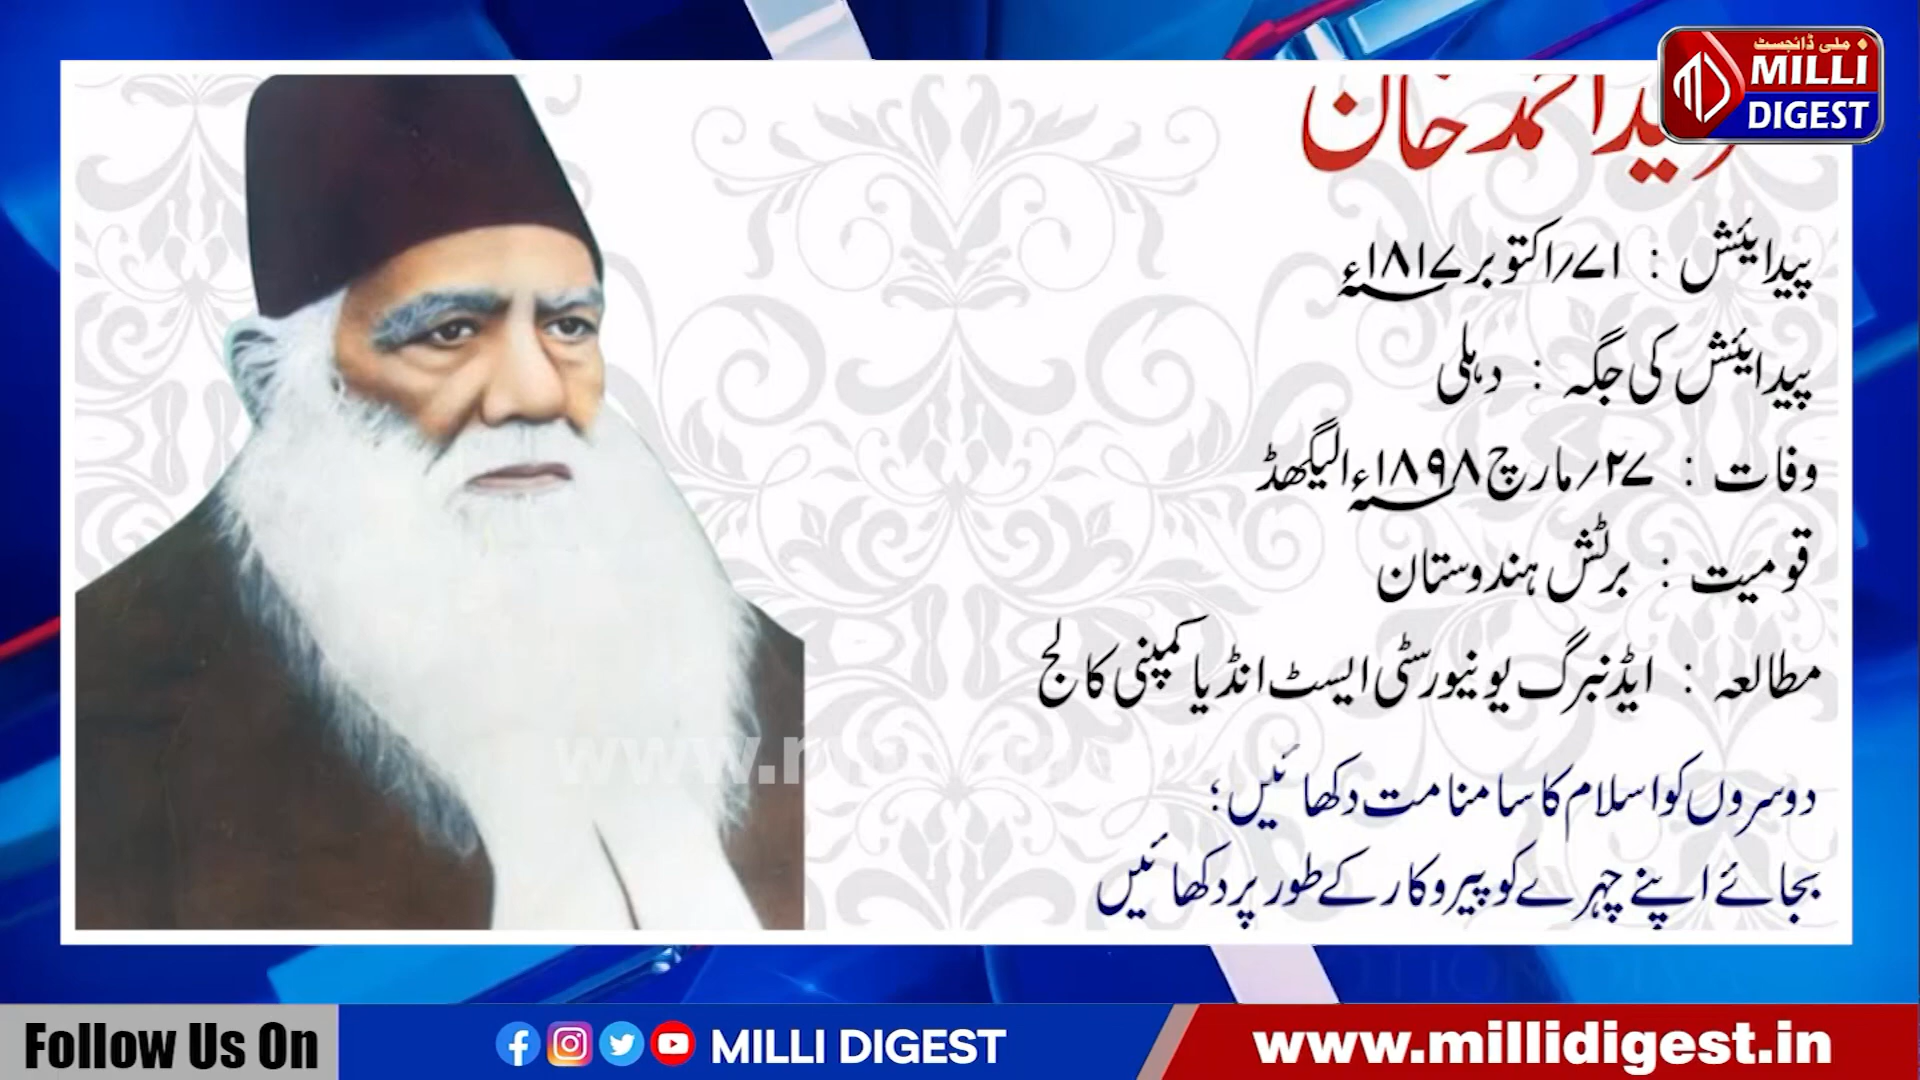 ملی ڈائجسٹ
MILLI
DIGEST
احمد خان
پیدائش : ۱۷/اکتوبر ۱۸۱۷ء
پیدائش کی جگہ : دہلی
وفات : ۲۷/مارچ ۱۸۹۸ء الیگھڈ
قومیت : برٹش ہندوستان
مطالعہ : ایڈنبرگ یونیورسٹی ایسٹ انڈیا کمپنی کالج
دوسروں کو اسلام کا سامنا مت دکھائیں؛
بجائے اپنے چہرے کو پیروکار کے طور پر دکھائیں
www.
Follow Us On
MILLI DIGEST
www.millidigest.in